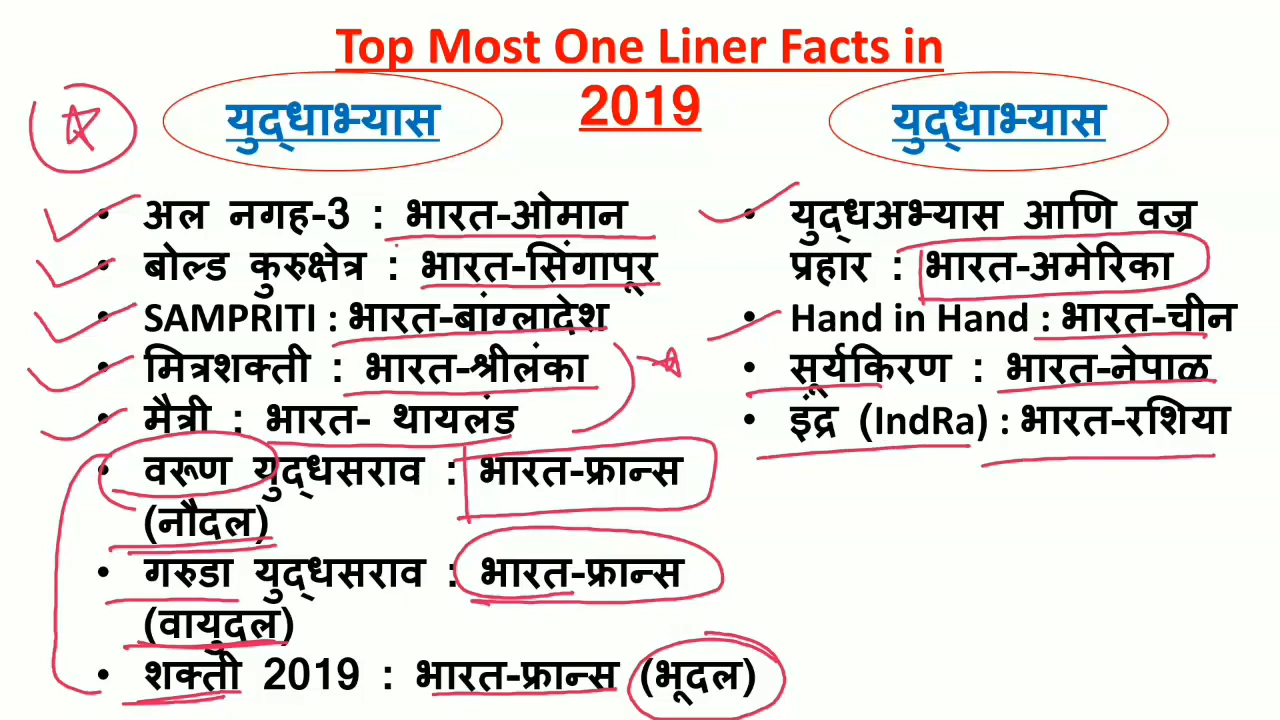 Top Most One Liner Facts in
2019
युद्धाभ्यास
अल नगह-3 : भारत-ओमान
बोल्ड कुरुक्षेत्र : भारत-सिंगापूर
SAMPRITI : भारत-बांग्लादेश
मित्रशक्ती : भारत-श्रीलंका
मैत्री : भारत- थायलंड
वरूण युद्धसराव : भारत-फ्रान्स
(नौदल)
गरुडा युद्धसराव : भारत-फ्रान्स
(वायुदल)
शक्ती 2019 : भारत-फ्रान्स (भूदल)
युद्धाभ्यास
युद्धअभ्यास आणि वज्र
प्रहार : भारत-अमेरिका
Hand in Hand : भारत-चीन
सूर्यकिरण : भारत-नेपाळ
इंद्र (IndRa) : भारत-रशिया